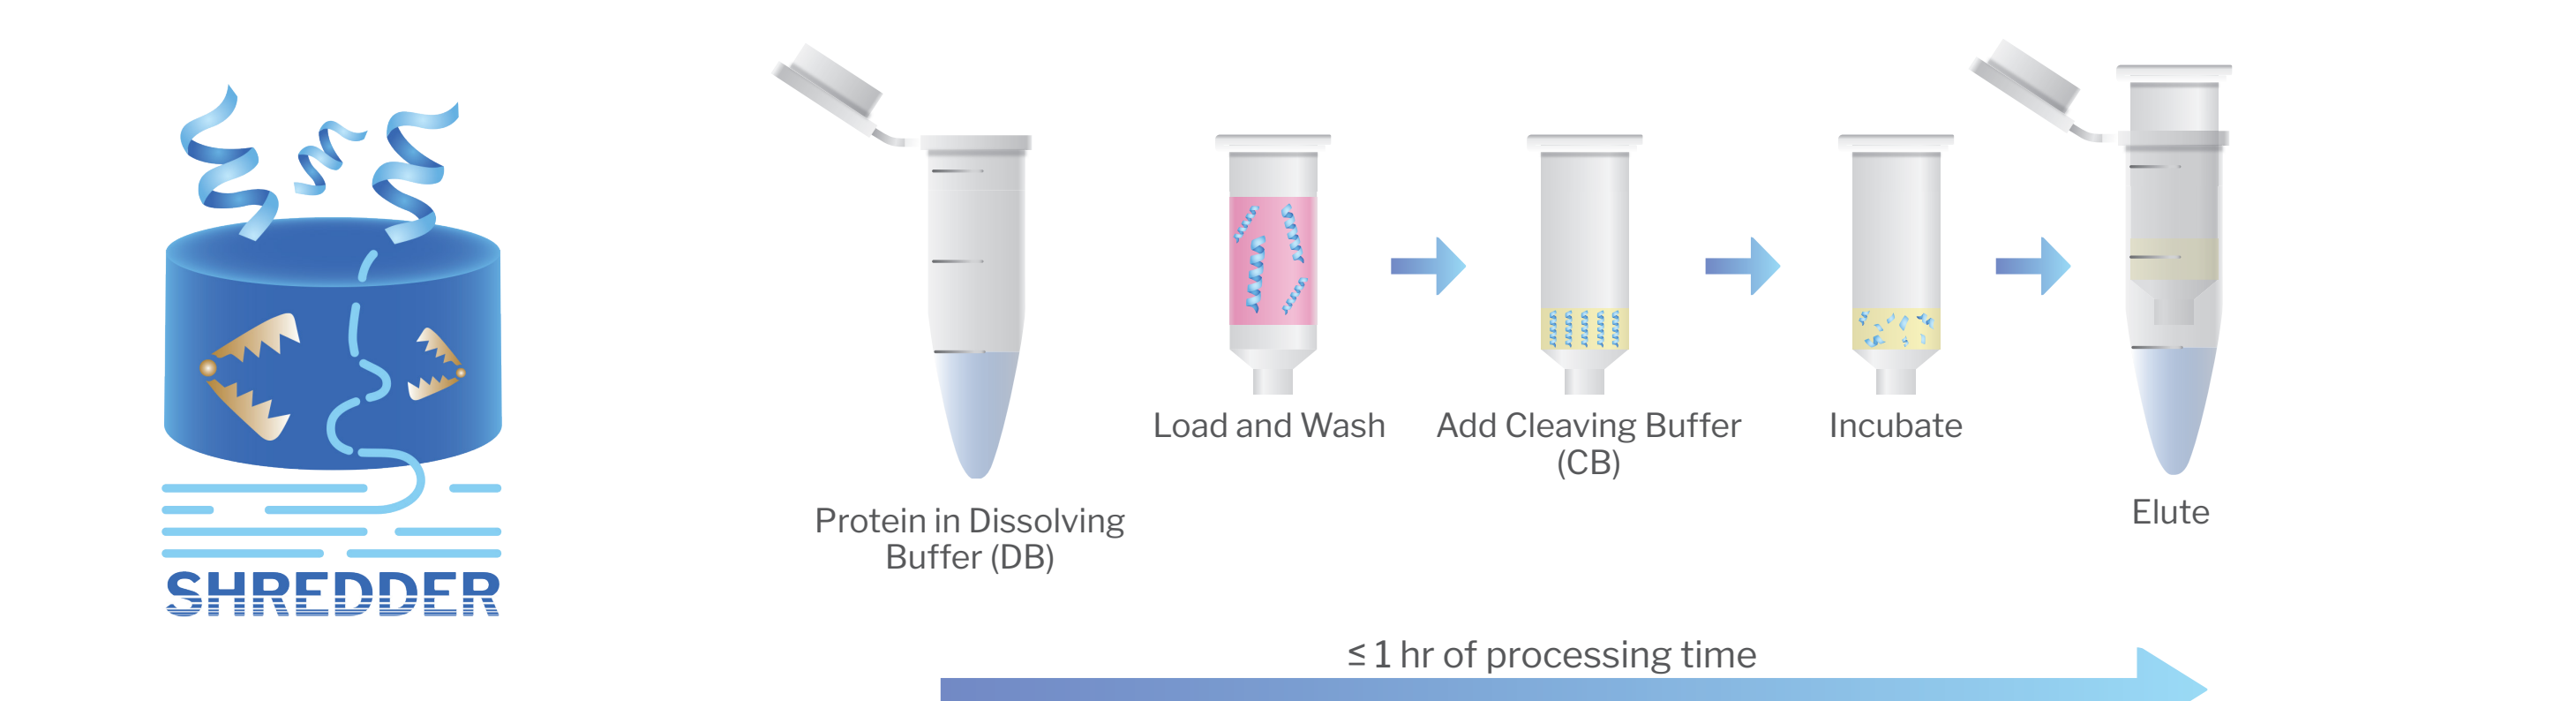 SHREDDER
Protein in Dissolving
Buffer (DB)
Load and Wash
Add Cleaving Buffer
(CB)
Incubate
Elute
≤ 1 hr of processing time